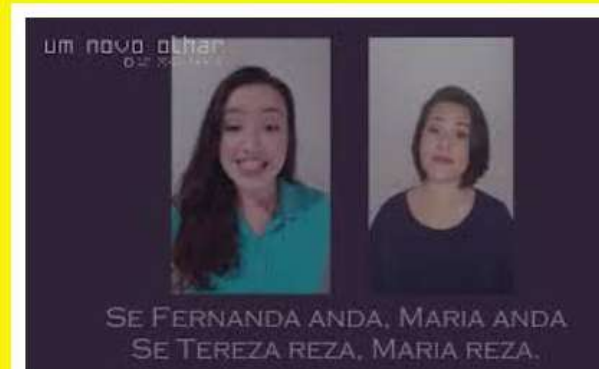 um novo olhar
SE FERNANDA ANDA, MARIA ANDA
SE TEREZA REZA, MARIA REZA.